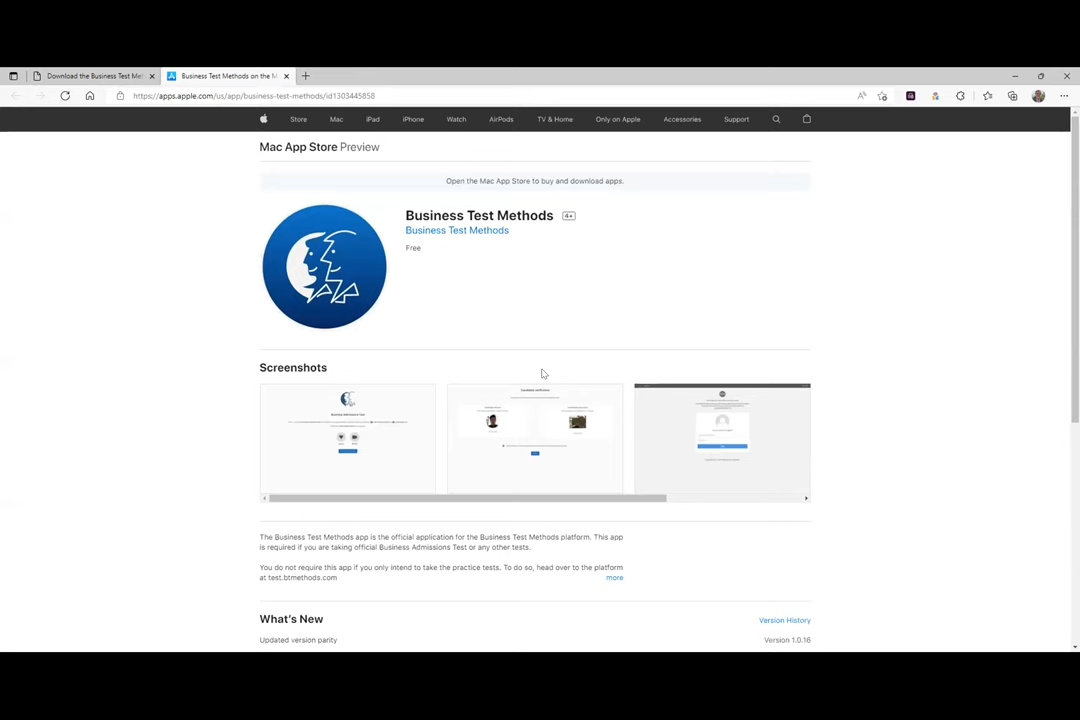 Download the Business Test Met
Business Test Methods on the M
https://apps.apple.com/us/app/business-test-methods/id1303445858
Store Mac iPad iPhone Watch AirPods TV & Home Only on Apple Accessories Support
Mac App Store Preview
Open the Mac App Store to buy and download apps.
Business Test Methods 4+
Business Test Methods
Free
Screenshots
Business Admissions Test
Candidate verification
The Business Test Methods app is the official application for the Business Test Methods platform. This app
is required if you are taking official Business Admissions Test or any other tests.
You do not require this app if you only intend to take the practice tests. To do so, head over to the platform
at test.btmethods.com more
What's New Version History
Updated version parity Version 1.0.16